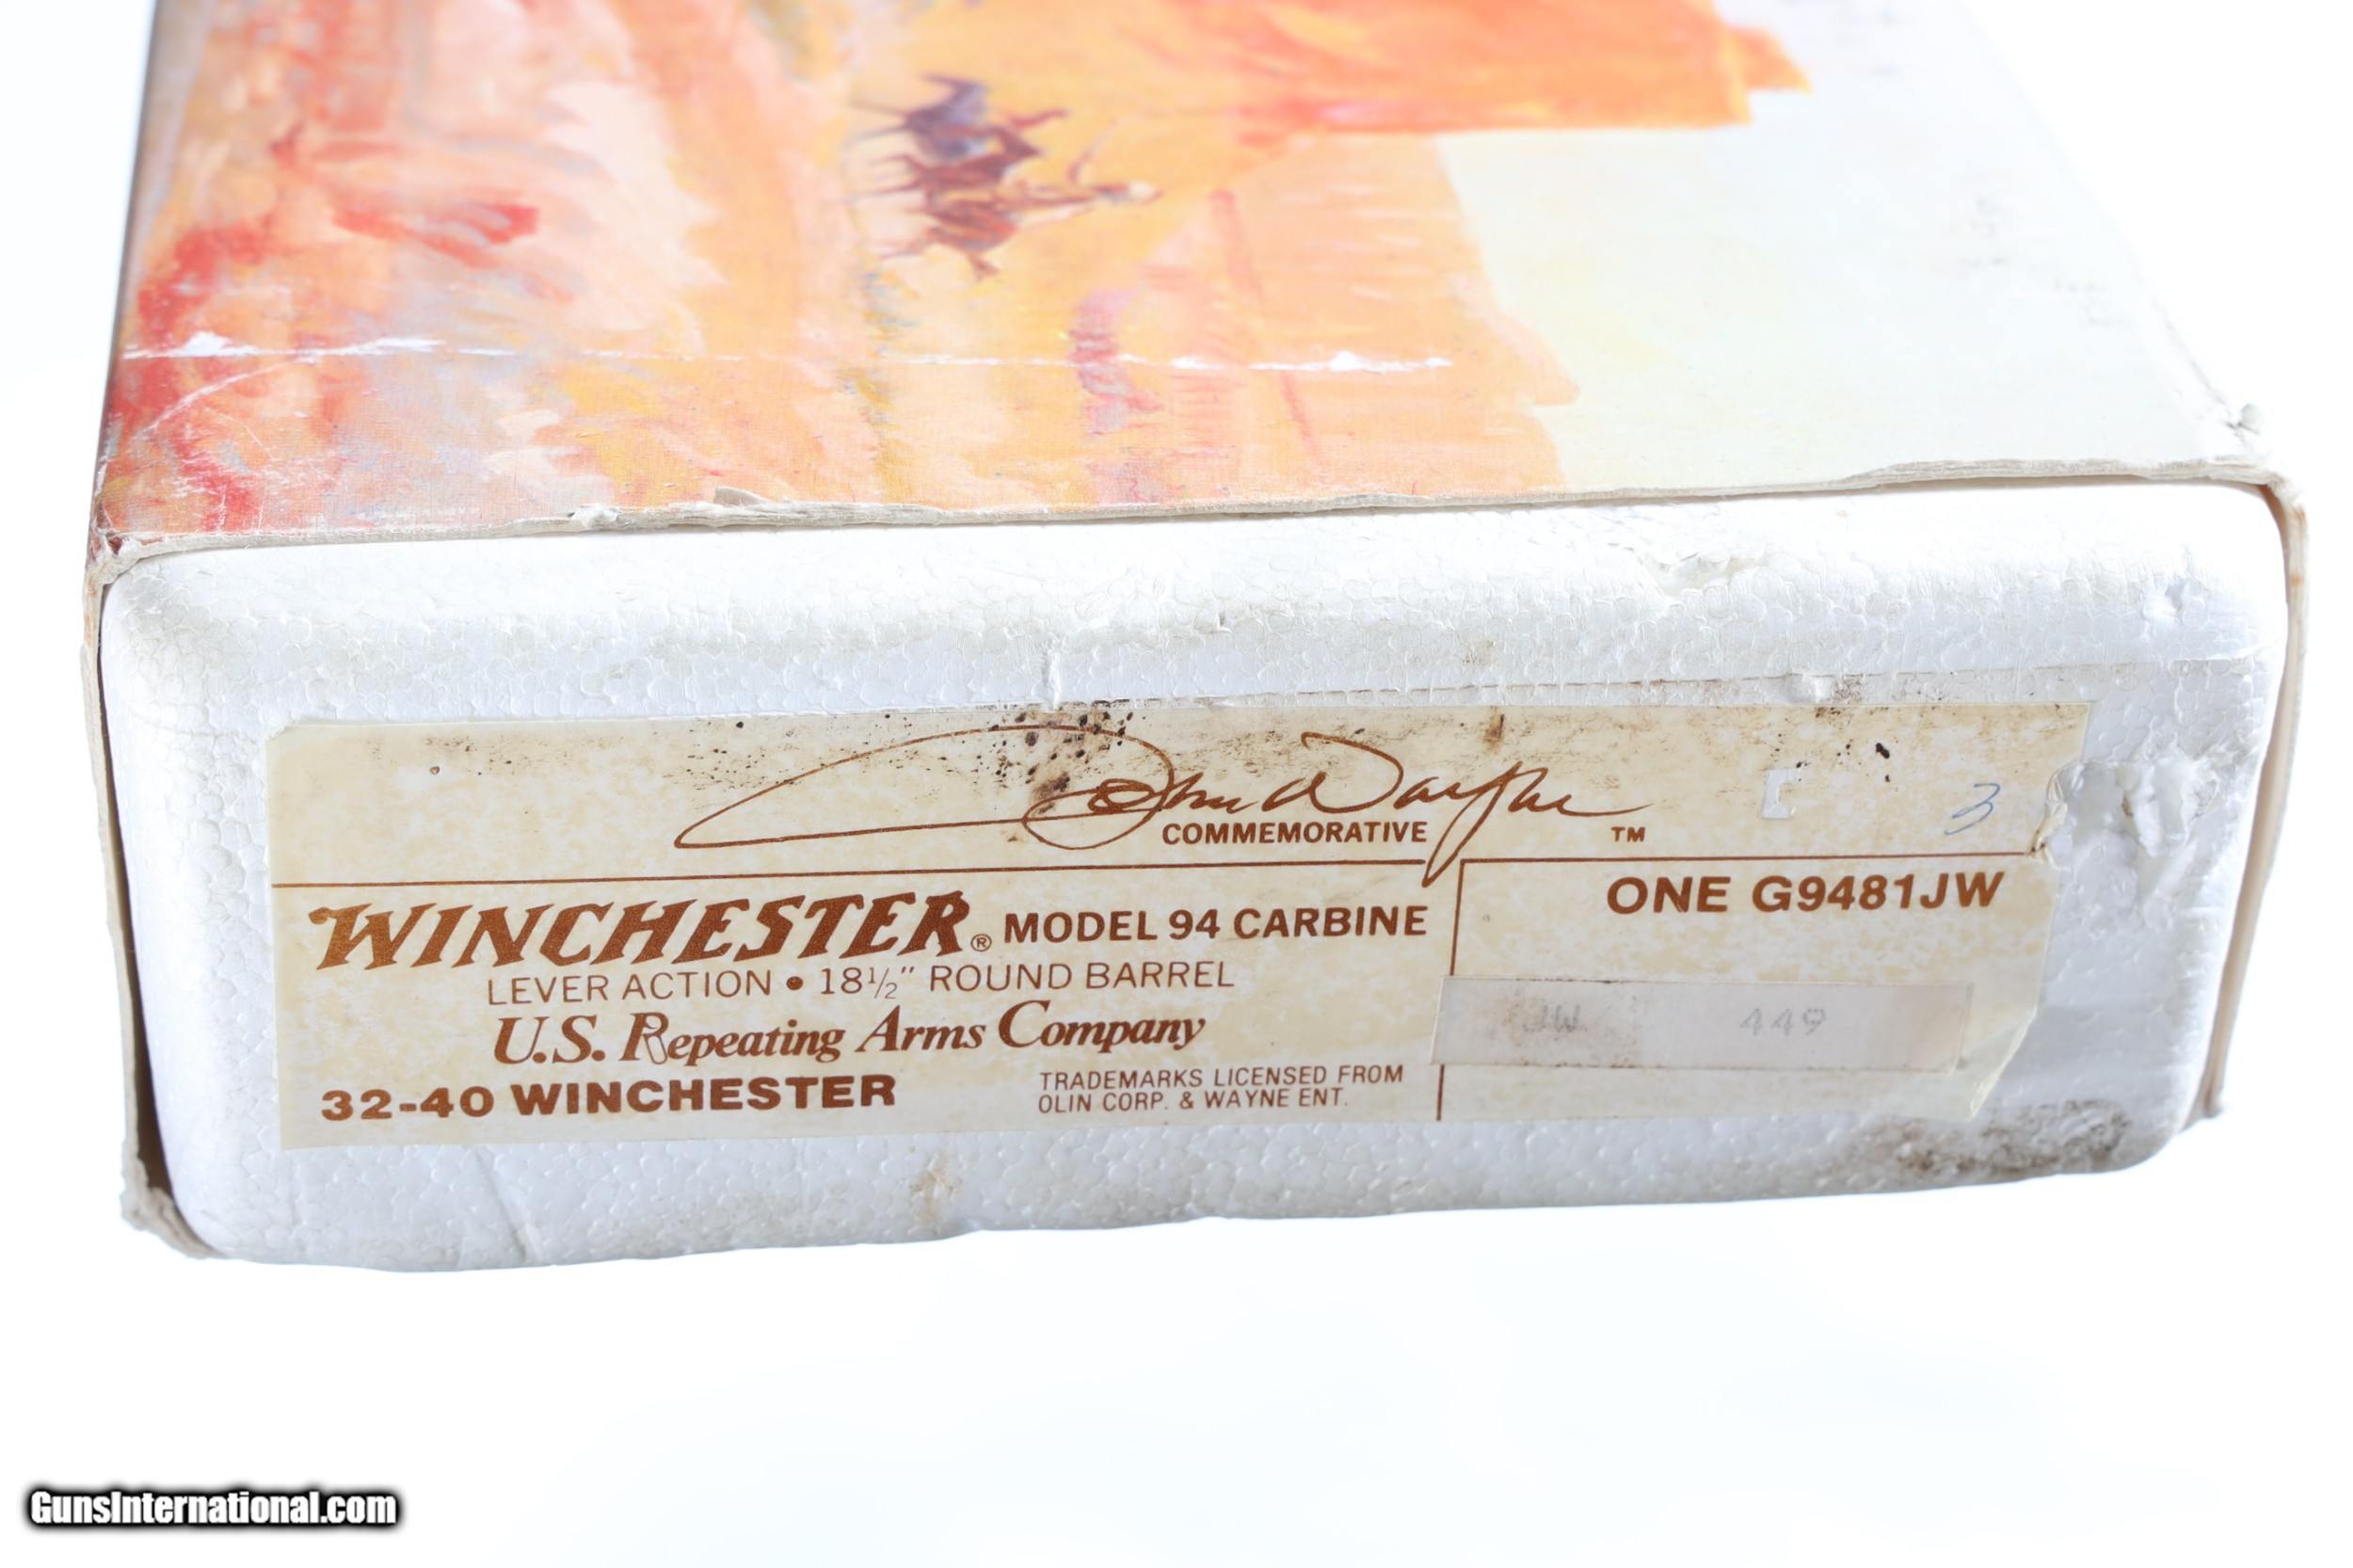 John Wayne
COMMEMORATIVE ™
3
WINCHESTER® MODEL 94 CARBINE
LEVER ACTION • 18½" ROUND BARREL
U.S. Repeating Arms Company
32-40 WINCHESTER
TRADEMARKS LICENSED FROM
OLIN CORP. & WAYNE ENT.
ONE G9481JW
JW 449
GunsInternational.com